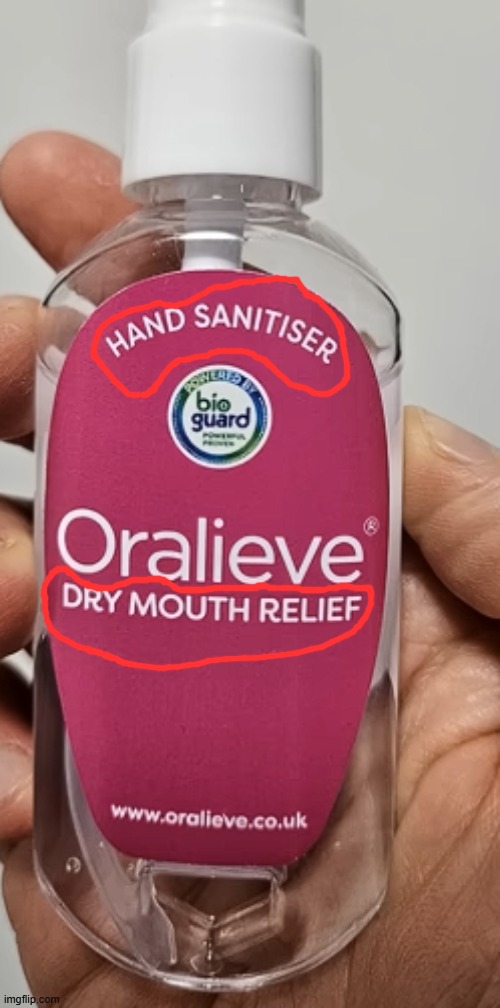 HAND SANITISER
POWERED BY
bio
guard
POWERFUL
PROVEN
Oralieve®
DRY MOUTH RELIEF
www.oralieve.co.uk
imgflip.com